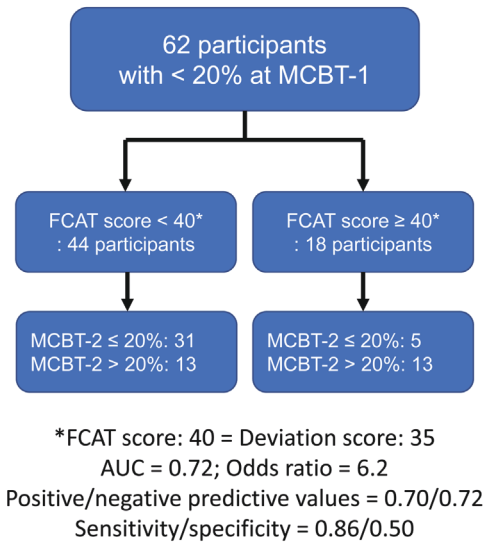 62 participants
with < 20% at MCBT-1
FCAT score < 40*
: 44 participants
FCAT score ≥ 40*
: 18 participants
MCBT-2 ≤ 20%: 31
MCBT-2 > 20%: 13
MCBT-2 ≤ 20%: 5
MCBT-2 > 20%: 13
*FCAT score: 40 = Deviation score: 35
AUC = 0.72; Odds ratio = 6.2
Positive/negative predictive values = 0.70/0.72
Sensitivity/specificity = 0.86/0.50